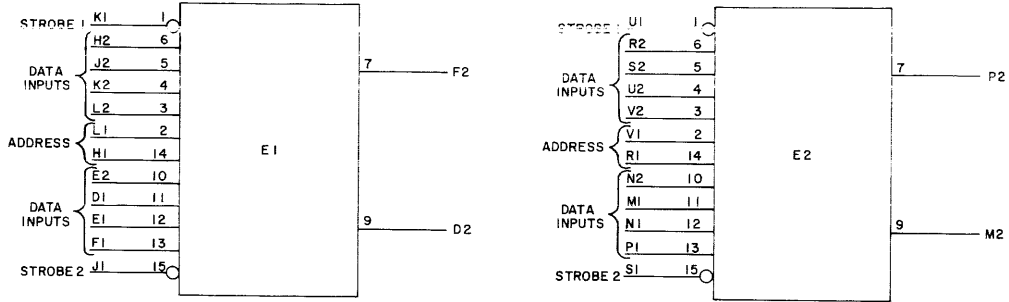 STROBE 1 K1 1
H2 6
J2 5
DATA INPUTS
K2 4
L2 3
ADDRESS
L1 2
H1 14
E2 10
D1 11
DATA INPUTS
E1 12
F1 13
STROBE 2 J1 15
E1
7 F2
9 D2
STROBE 1 U1 1
R2 6
S2 5
DATA INPUTS
U2 4
V2 3
ADDRESS
V1 2
R1 14
N2 10
M1 11
DATA INPUTS
N1 12
P1 13
STROBE 2 S1 15
E2
7 P2
9 M2